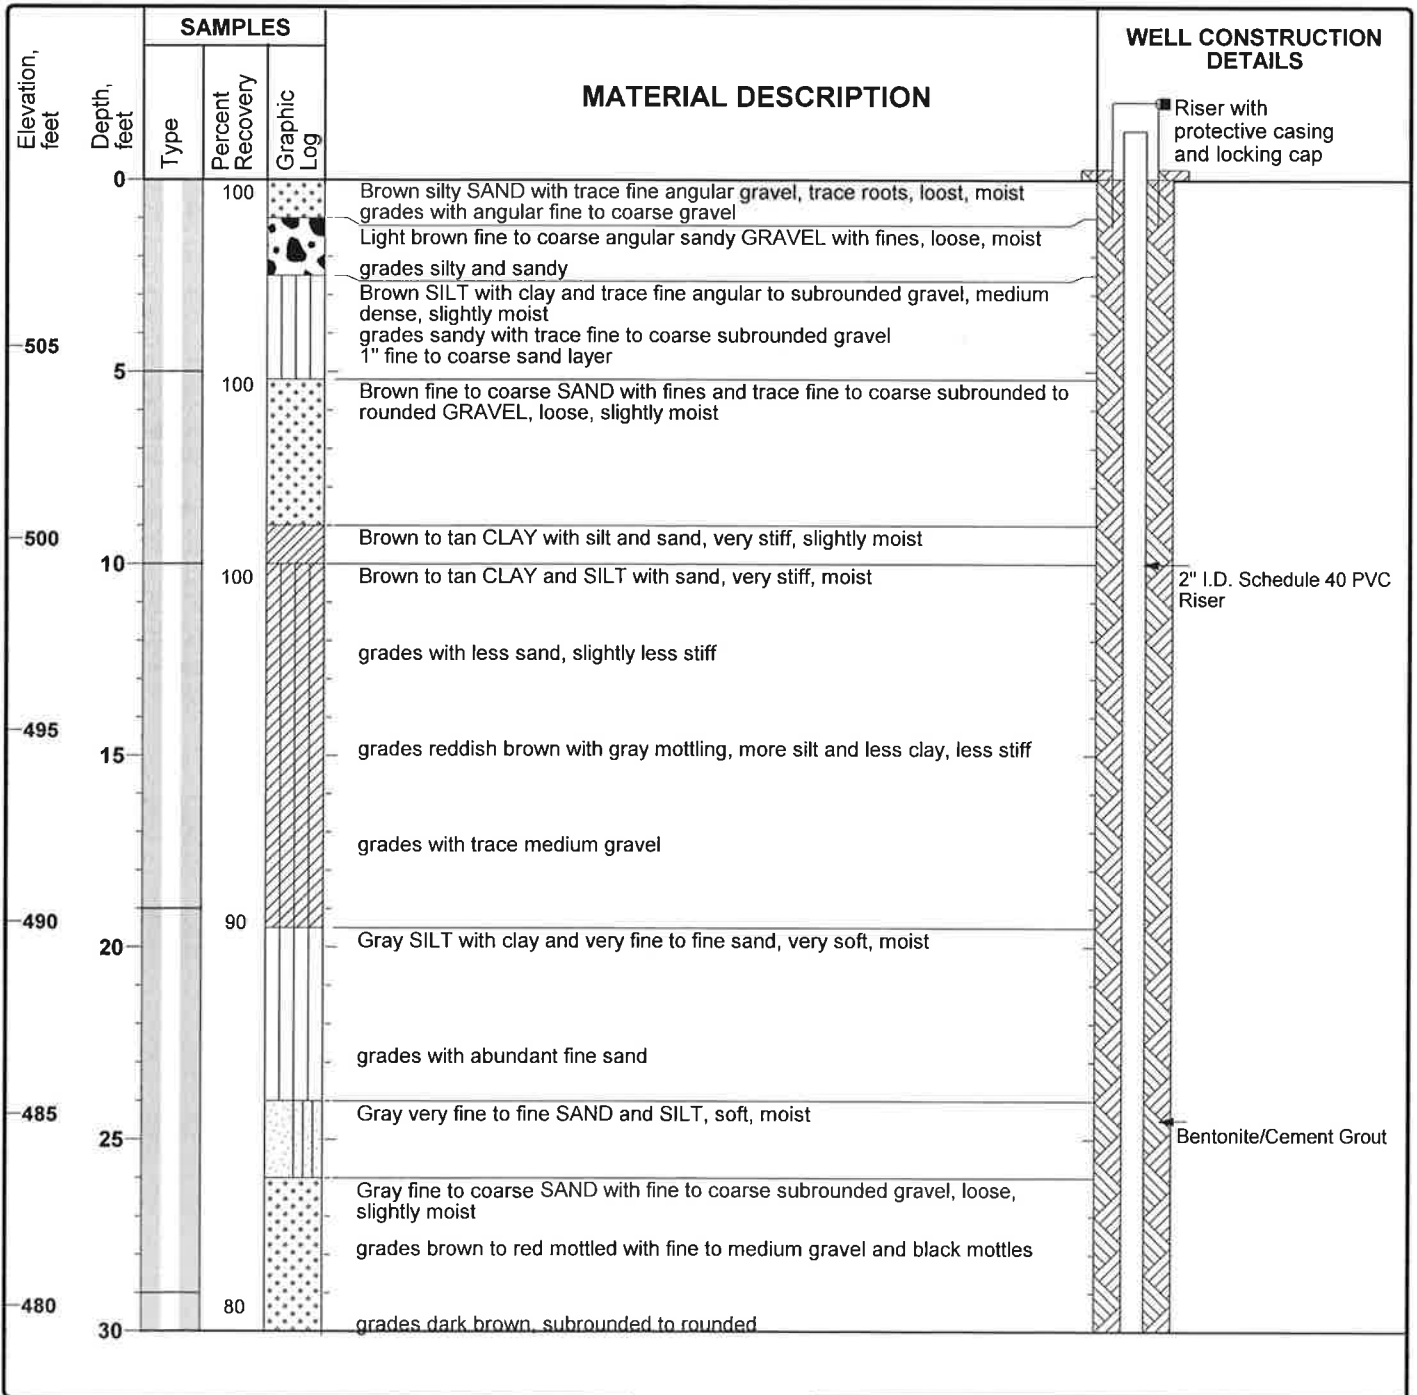 SAMPLES
Elevation,
feet
Depth,
feet
Type
Percent
Recovery
Graphic
Log
MATERIAL DESCRIPTION
WELL CONSTRUCTION
DETAILS
Riser with
protective casing
and locking cap
0
100
Brown silty SAND with trace fine angular gravel, trace roots, loost, moist
grades with angular fine to coarse gravel
Light brown fine to coarse angular sandy GRAVEL with fines, loose, moist
grades silty and sandy
Brown SILT with clay and trace fine angular to subrounded gravel, medium
dense, slightly moist
grades sandy with trace fine to coarse subrounded gravel
505
1" fine to coarse sand layer
5
100
Brown fine to coarse SAND with fines and trace fine to coarse subrounded to
rounded GRAVEL, loose, slightly moist
500
Brown to tan CLAY with silt and sand, very stiff, slightly moist
10
100
Brown to tan CLAY and SILT with sand, very stiff, moist
2" I.D. Schedule 40 PVC
Riser
grades with less sand, slightly less stiff
495
15
grades reddish brown with gray mottling, more silt and less clay, less stiff
grades with trace medium gravel
490
90
20
Gray SILT with clay and very fine to fine sand, very soft, moist
grades with abundant fine sand
485
Gray very fine to fine SAND and SILT, soft, moist
25
Bentonite/Cement Grout
Gray fine to coarse SAND with fine to coarse subrounded gravel, loose,
slightly moist
grades brown to red mottled with fine to medium gravel and black mottles
480
80
30
grades dark brown, subrounded to rounded